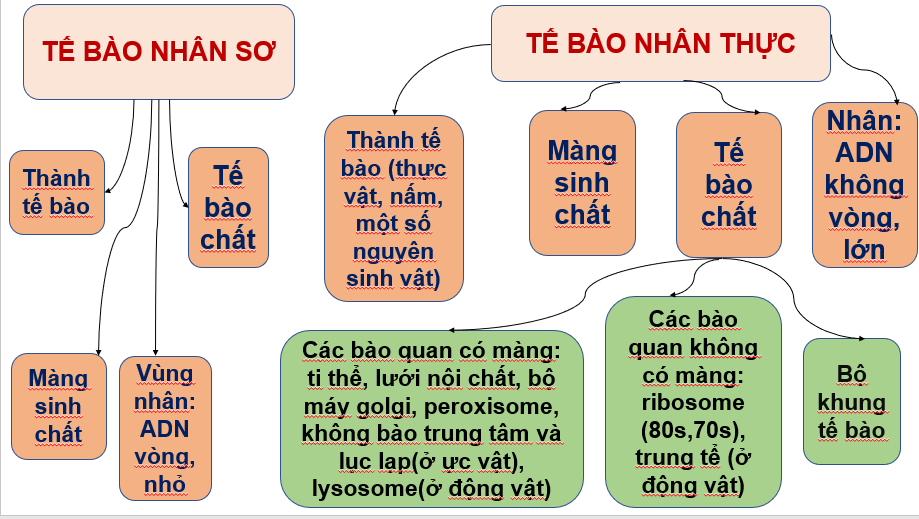 TẾ BÀO NHÂN SƠ
Thành
tế bào
Tế
bào
chất
Màng
sinh
chất
Vùng
nhân:
ADN
vòng,
nhỏ
TẾ BÀO NHÂN THỰC
Thành tế
bào (thực
vật, nấm,
một số
nguyên
sinh vật)
Màng
sinh
chất
Tế
bào
chất
Nhân:
ADN
không
vòng,
lớn
Các bào quan có màng:
ti thể, lưới nội chất, bộ
máy golgi, peroxisome,
không bào trung tâm và
lục lạp(ở ực vật),
lysosome(ở động vật)
Các bào
quan không
có màng:
ribosome
(80s,70s),
trung tể (ở
động vật)
Bộ
khung
tế bào